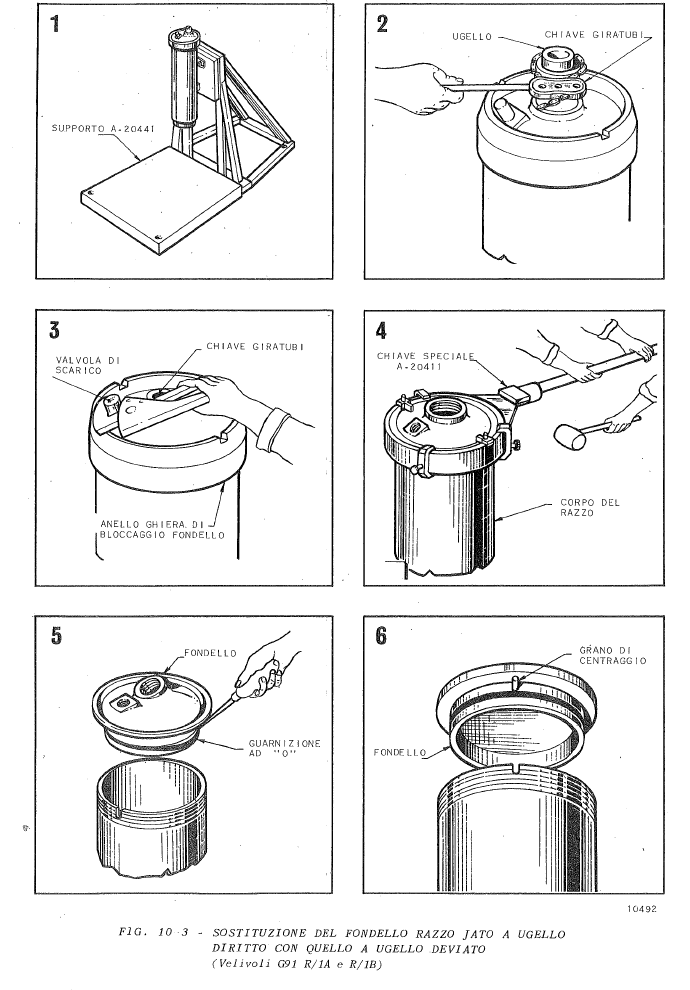 1
SUPPORTO A-20441
2
UGELLO
CHIAVE GIRATUBI
3
CHIAVE GIRATUBI
VALVOLA DI
SCARICO
ANELLO GHIERA DI
BLOCCAGGIO FONDELLO
4
CHIAVE SPECIALE
A-20411
CORPO DEL
RAZZO
5
FONDELLO
GUARNIZIONE
AD "O"
6
GRANO DI
CENTRAGGIO
FONDELLO
10492
FIG. 10-3 - SOSTITUZIONE DEL FONDELLO RAZZO JATO A UGELLO
DIRITTO CON QUELLO A UGELLO DEVIATO
(Velivoli G91 R/1A e R/1B)